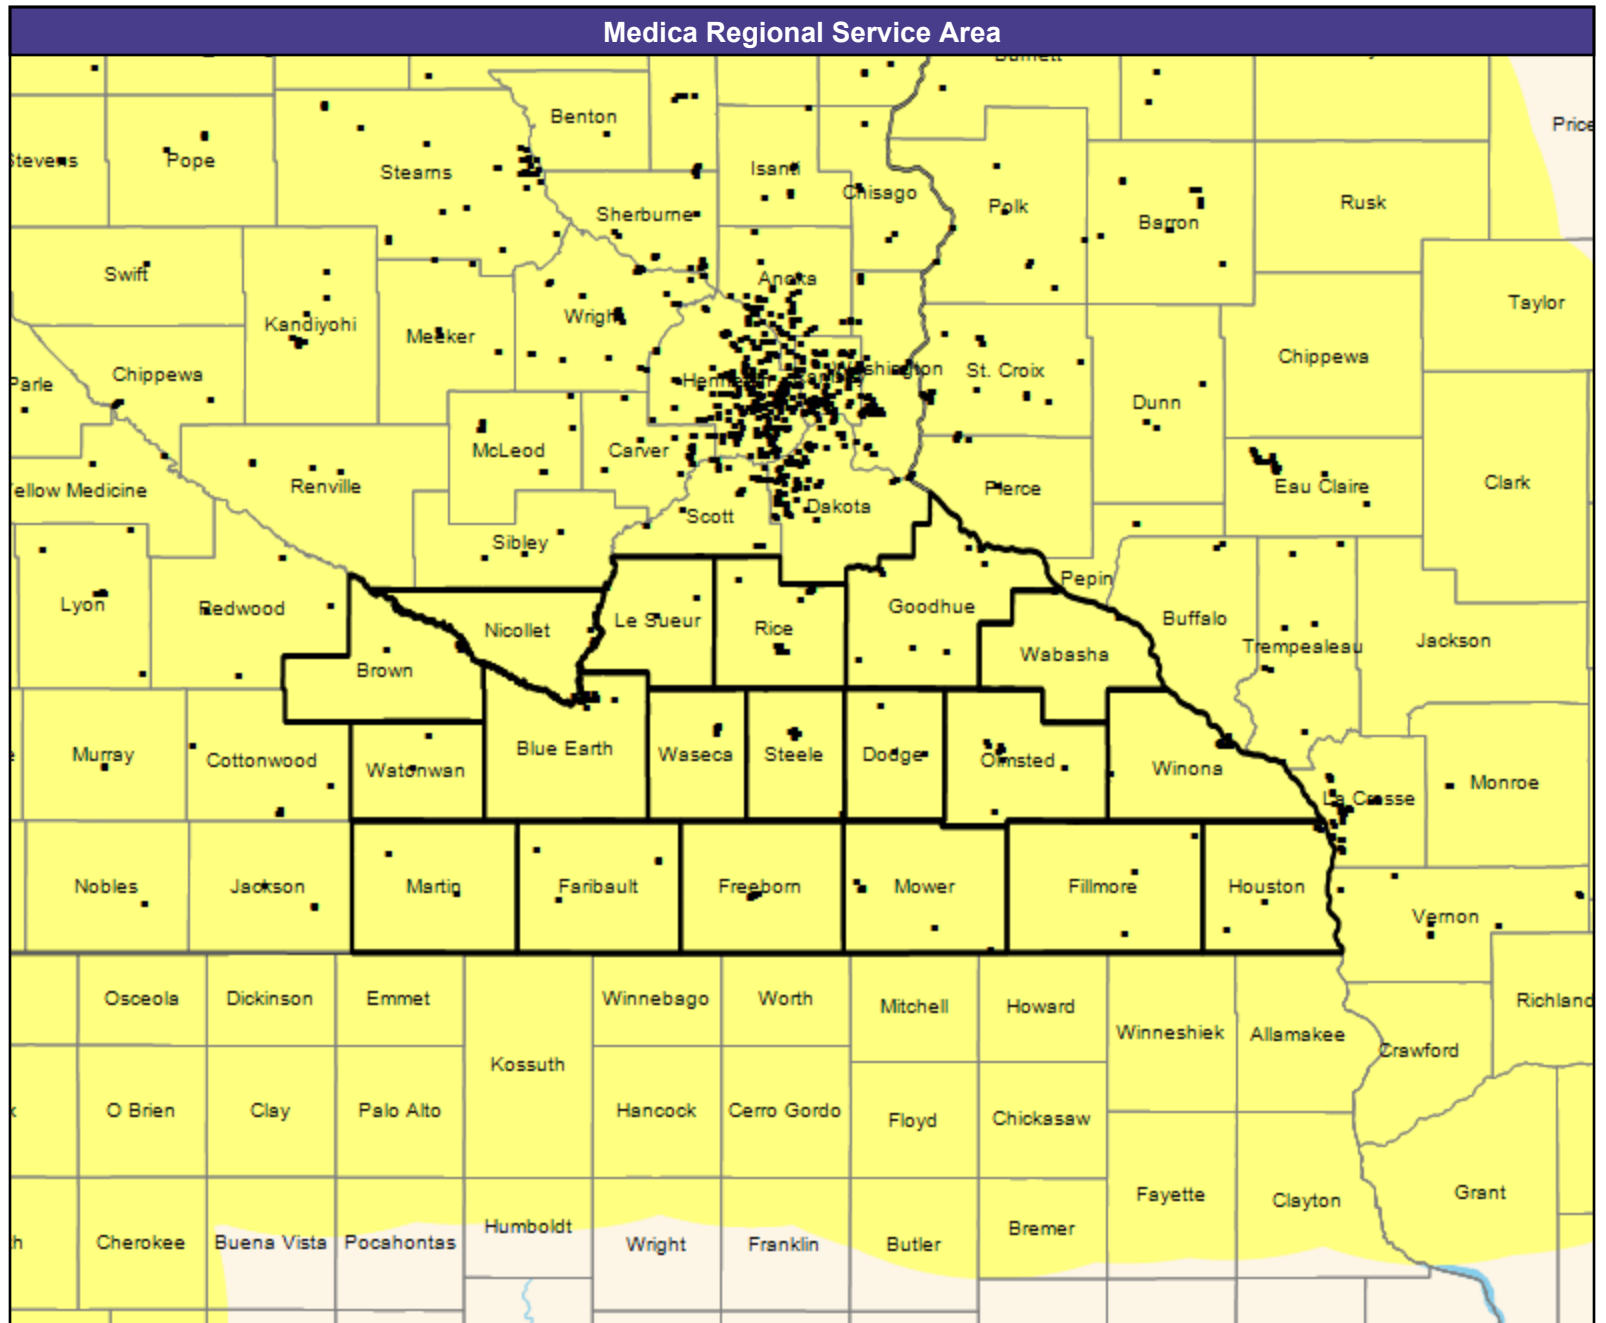 Medica Regional Service Area
Benton
Price
Stevens
Pope
Stearns
Isanti
Chisago
Sherburne
Polk
Barron
Rusk
Swift
Anoka
Taylor
Kandiyohi
Wright
Meeker
Chippewa
Parle
Chippewa
Hennepin
Washington
St. Croix
Dunn
McLeod
Carver
Yellow Medicine
Renville
Pierce
Eau Claire
Clark
Scott
Dakota
Sibley
Pepin
Lyon
Redwood
Goodhue
Buffalo
Nicollet
Le Sueur
Rice
Trempealeau
Jackson
Brown
Wabasha
Murray
Cottonwood
Watonwan
Blue Earth
Waseca
Steele
Dodge
Olmsted
Winona
La Crosse
Monroe
Nobles
Jackson
Martin
Faribault
Freeborn
Mower
Fillmore
Houston
Vernon
Osceola
Dickinson
Emmet
Winnebago
Worth
Mitchell
Howard
Richland
Winneshiek
Allamakee
Crawford
Kossuth
O Brien
Clay
Palo Alto
Hancock
Cerro Gordo
Floyd
Chickasaw
Fayette
Clayton
Grant
Cherokee
Buena Vista
Pocahontas
Humboldt
Wright
Franklin
Butler
Bremer